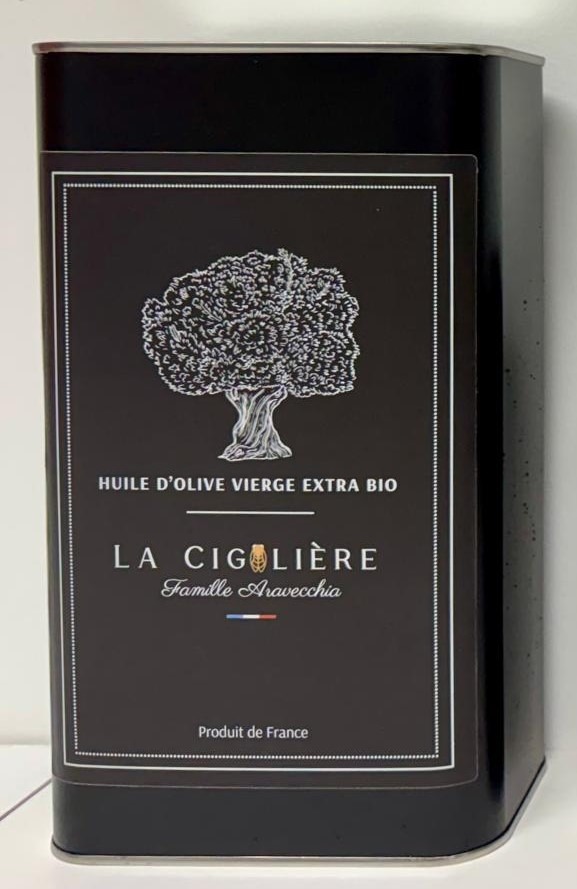 HUILE D'OLIVE VIERGE EXTRA BIO
LA CIGALIÈRE
Famille Aravecchia
Produit de France